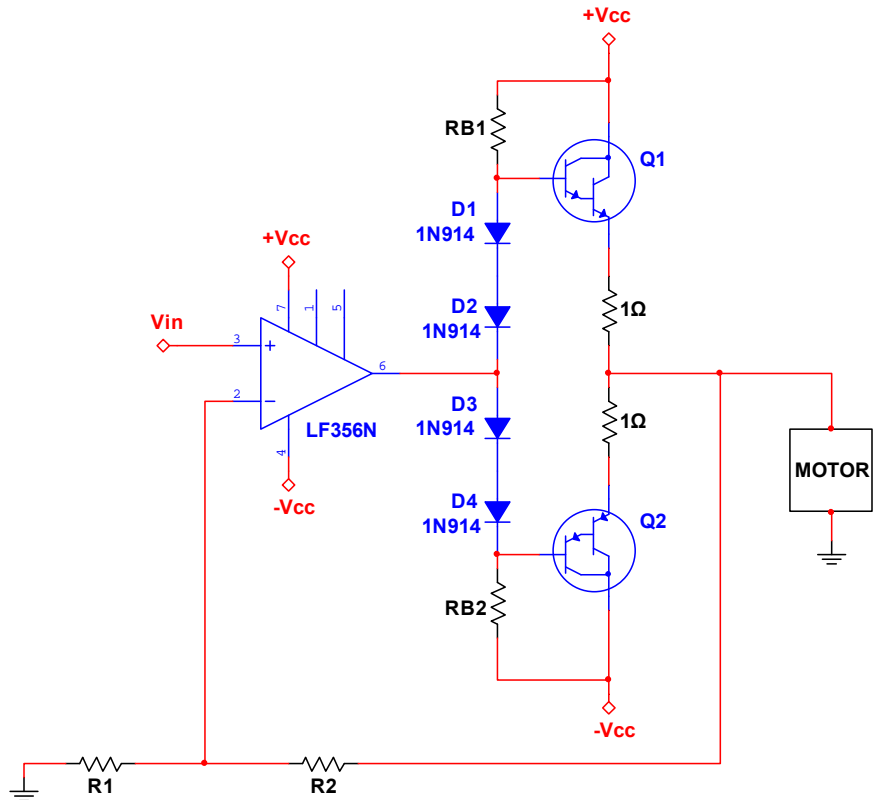 +Vcc
RB1
Q1
D1
1N914
+Vcc
7
1
5
D2
1N914
1Ω
Vin
3
+
6
2
−
D3
1N914
1Ω
LF356N
4
MOTOR
-Vcc
D4
1N914
Q2
RB2
-Vcc
R1
R2